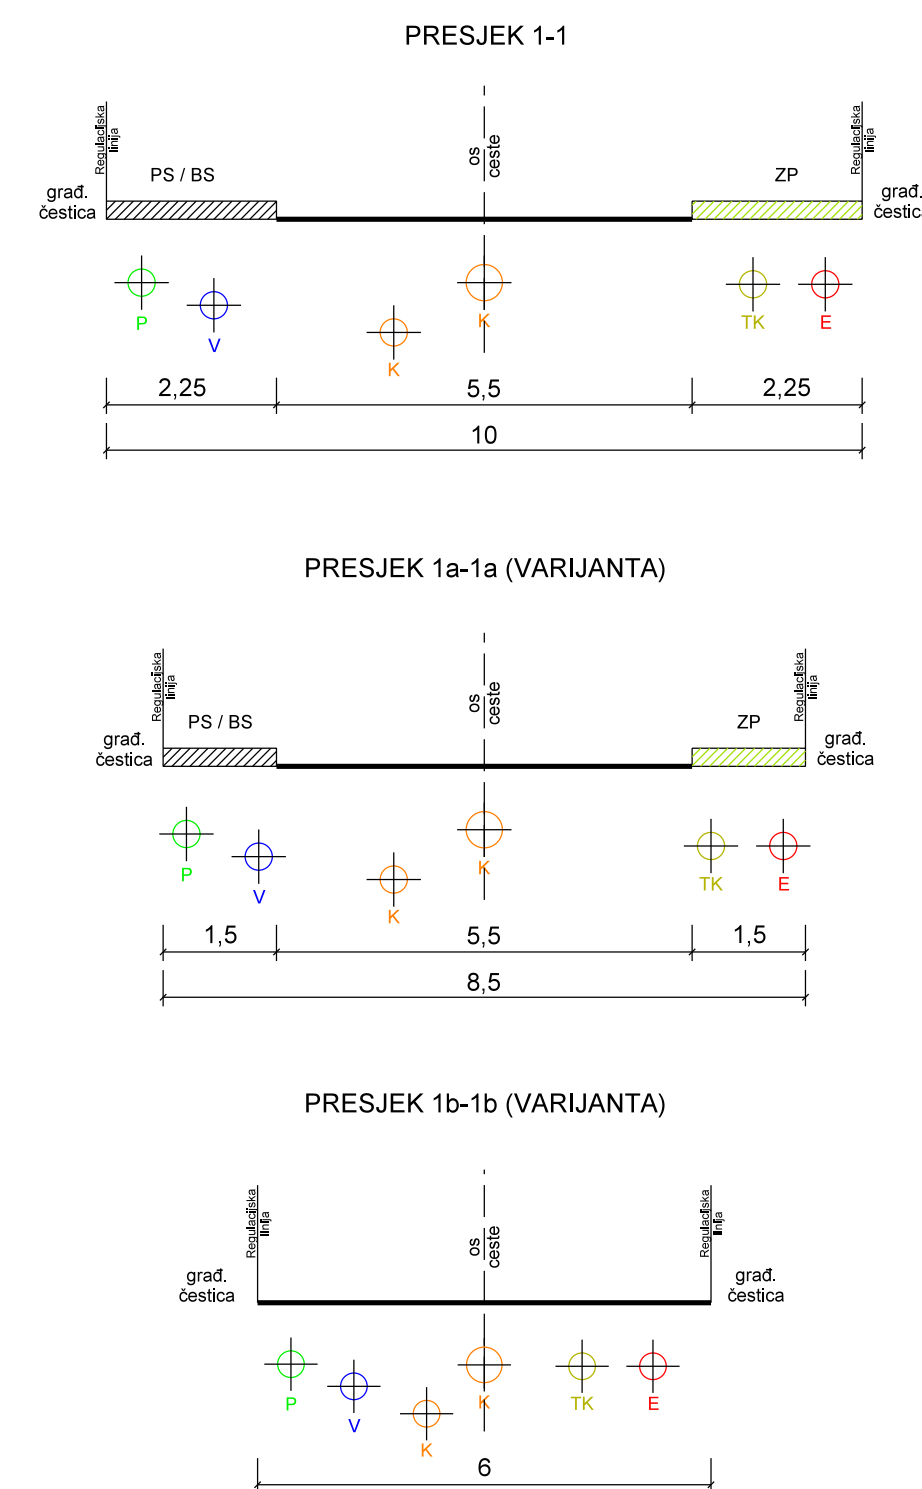 PRESJEK 1-1
Regulacijska
linija
os
ceste
Regulacijska
linija
PS / BS
ZP
građ.
čestica
građ.
čestic
P
V
K
K
TK
E
2,25
5,5
2,25
10
PRESJEK 1a-1a (VARIJANTA)
Regulacijska
linija
os
ceste
Regulacijska
linija
PS / BS
ZP
građ.
čestica
građ.
čestica
P
V
K
K
TK
E
1,5
5,5
1,5
8,5
PRESJEK 1b-1b (VARIJANTA)
Regulacijska
linija
os
ceste
Regulacijska
linija
građ.
čestica
građ.
čestica
P
V
K
K
TK
E
6